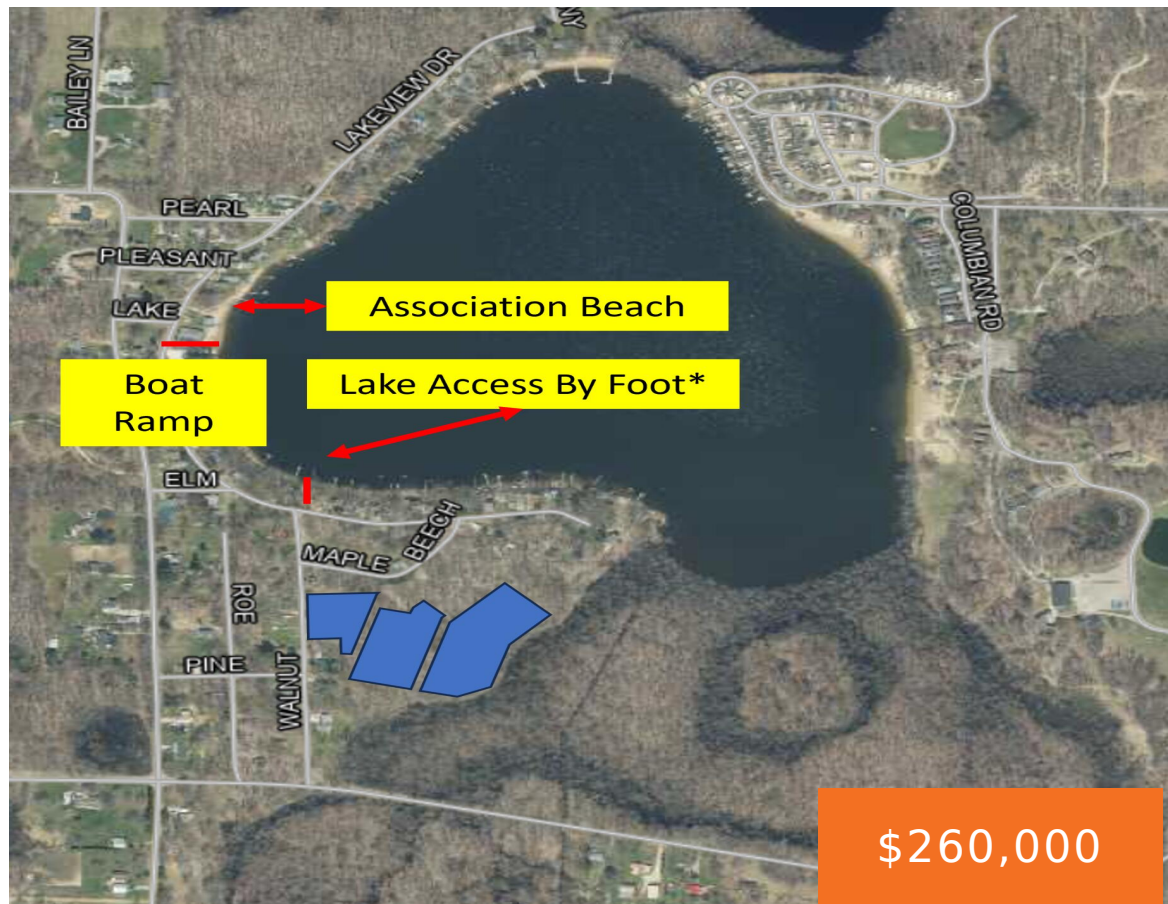 NY
BAILEY LN
LAKEVIEW DR
PEARL
PLEASANT
COLUMBIAN RD
LAKE
Association Beach
Boat
Ramp
Lake Access By Foot*
ELM
BEECH
MAPLE
ROE
PINE
WALNUT
$260,000